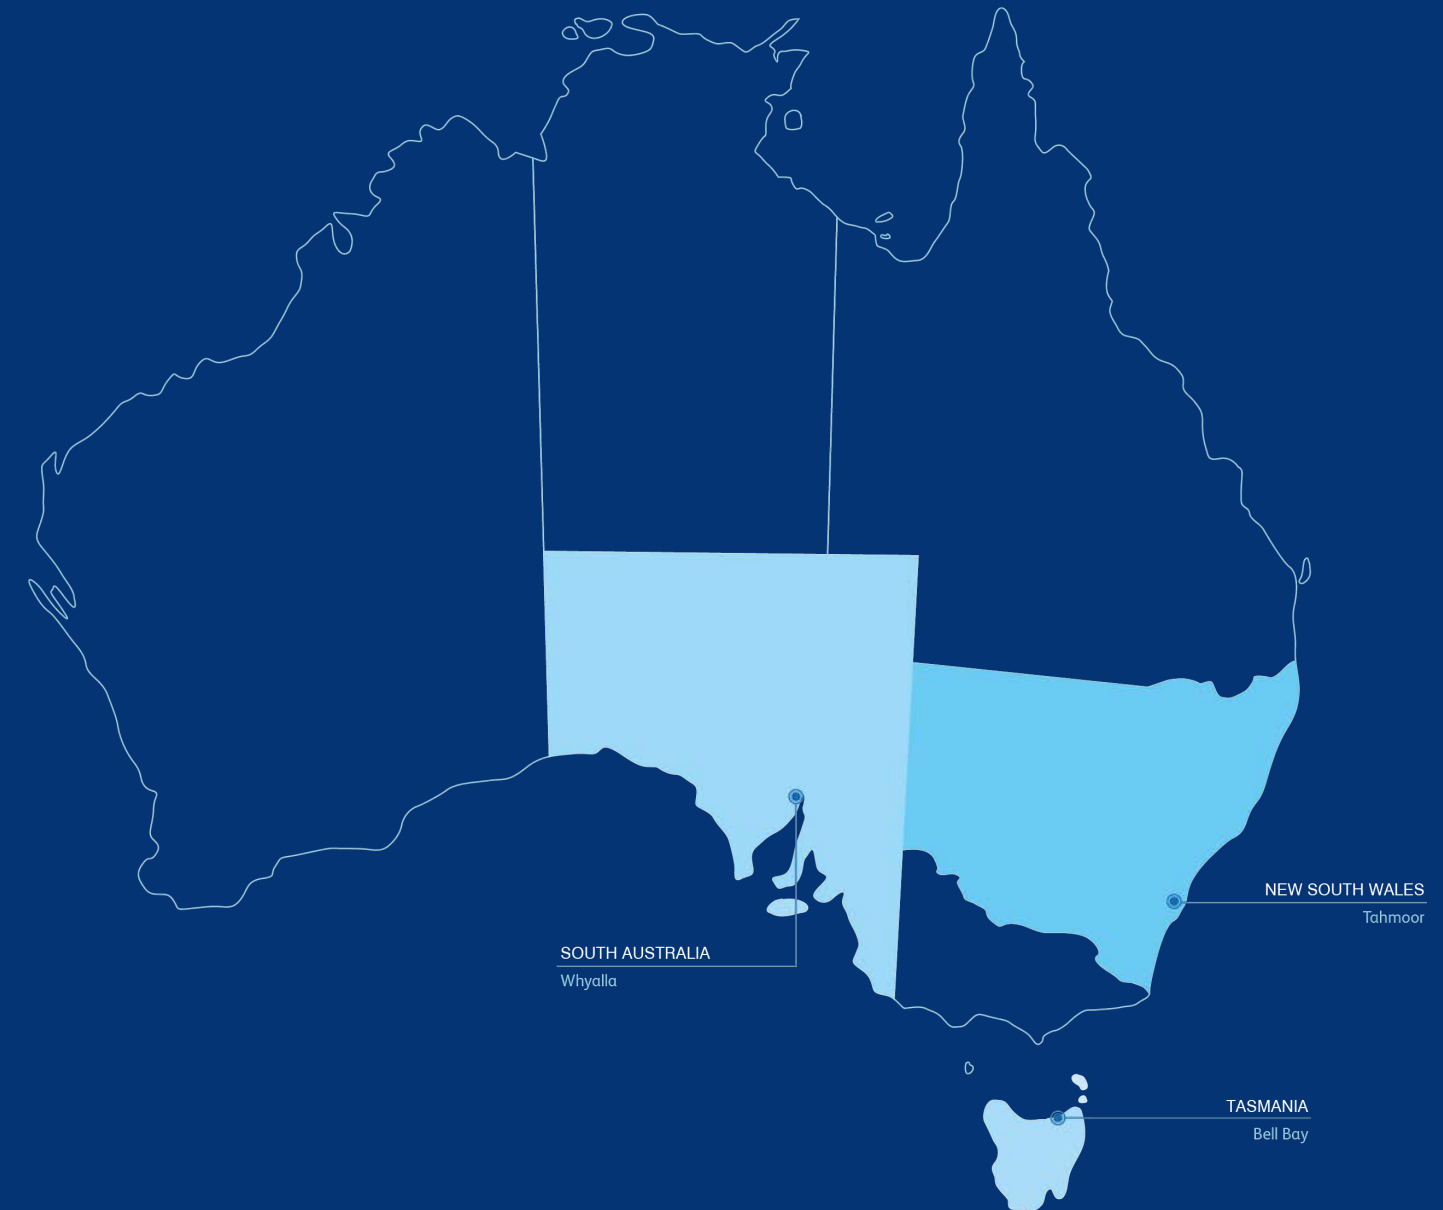 NEW SOUTH WALES
Tahmoor
SOUTH AUSTRALIA
Whyalla
TASMANIA
Bell Bay